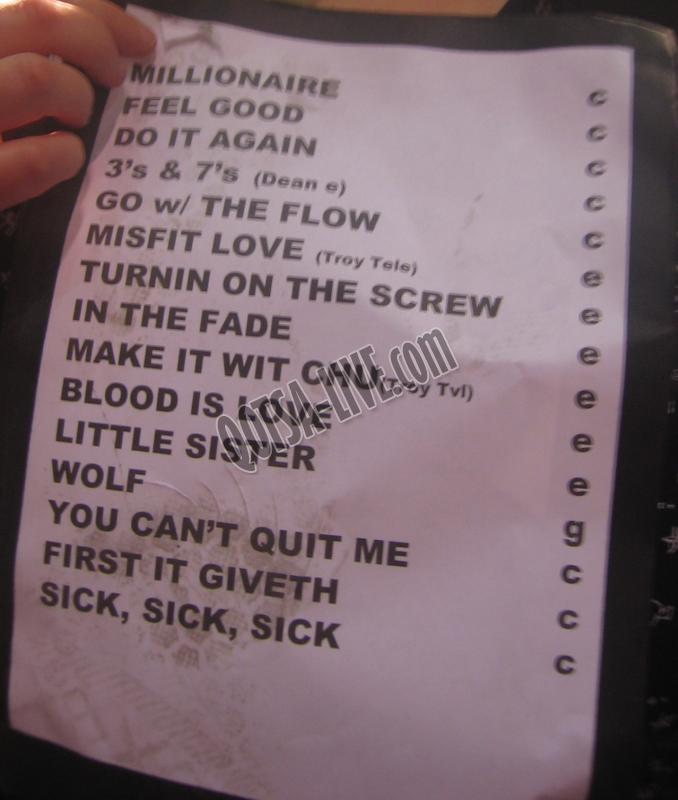 MILLIONAIRE c
FEEL GOOD c
DO IT AGAIN c
3's & 7's (Dean e) c
GO w/ THE FLOW c
MISFIT LOVE (Troy Tele) e
TURNIN ON THE SCREW e
IN THE FADE e
MAKE IT WIT CHU (Troy Tvl) e
BLOOD IS LOVE e
LITTLE SISTER e
WOLF g
YOU CAN'T QUIT ME c
FIRST IT GIVETH c
SICK, SICK, SICK c
QOTSA-LIVE.com